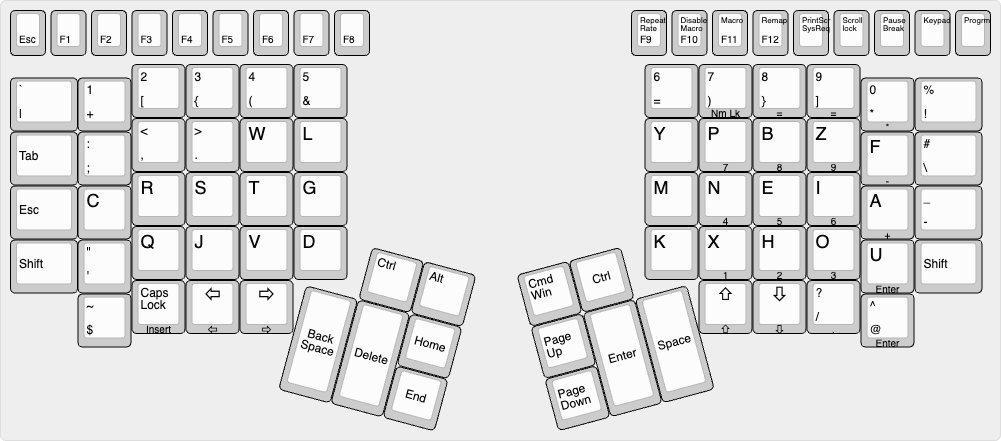 Esc F1 F2 F3 F4 F5 F6 F7 F8
Repeat Rate F9
Disable Macro F10
Macro F11
Remap F12
PrintScr SysReq
Scroll lock
Pause Break
Keypad
Progrm
` |
1 +
2 [
3 {
4 (
5 &
6 =
7 ) Nm Lk
8 } =
9 ] =
0 * *
% !
Tab
: ;
< ,
> .
W
L
Y
P 7
B 8
Z 9
F -
# \
Esc
C
R
S
T
G
M
N 4
E 5
I 6
A +
_ -
Shift
" '
Q
J
V
D
K
X 1
H 2
O 3
U Enter
Shift
~ $
Caps Lock Insert
⇦ ⇦
⇨ ⇨
⇧ ⇧
⇩ ⇩
? / .
^ @ Enter
Ctrl
Alt
Back Space
Delete
Home
End
Cmd Win
Ctrl
Page Up
Enter
Space
Page Down